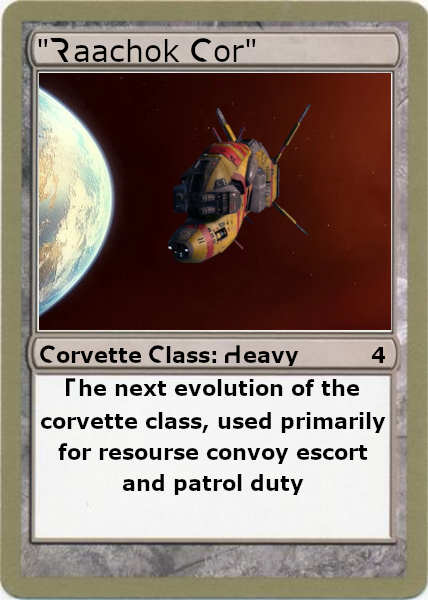 "Raachok Cor"
Corvette Class: Heavy 4
The next evolution of the
corvette class, used primarily
for resourse convoy escort
and patrol duty